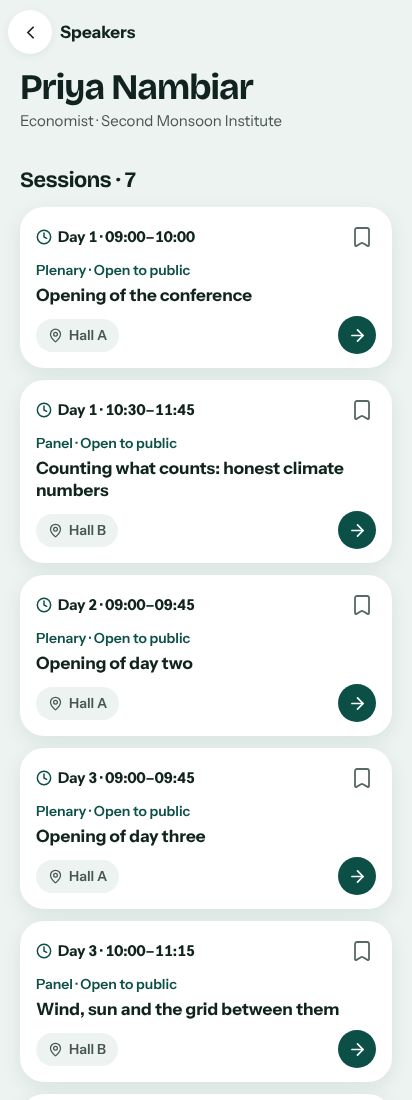 Speakers
Priya Nambiar
Economist · Second Monsoon Institute
Sessions · 7
Day 1 · 09:00–10:00
Plenary · Open to public
Opening of the conference
Hall A
Day 1 · 10:30–11:45
Panel · Open to public
Counting what counts: honest climate
numbers
Hall B
Day 2 · 09:00–09:45
Plenary · Open to public
Opening of day two
Hall A
Day 3 · 09:00–09:45
Plenary · Open to public
Opening of day three
Hall A
Day 3 · 10:00–11:15
Panel · Open to public
Wind, sun and the grid between them
Hall B